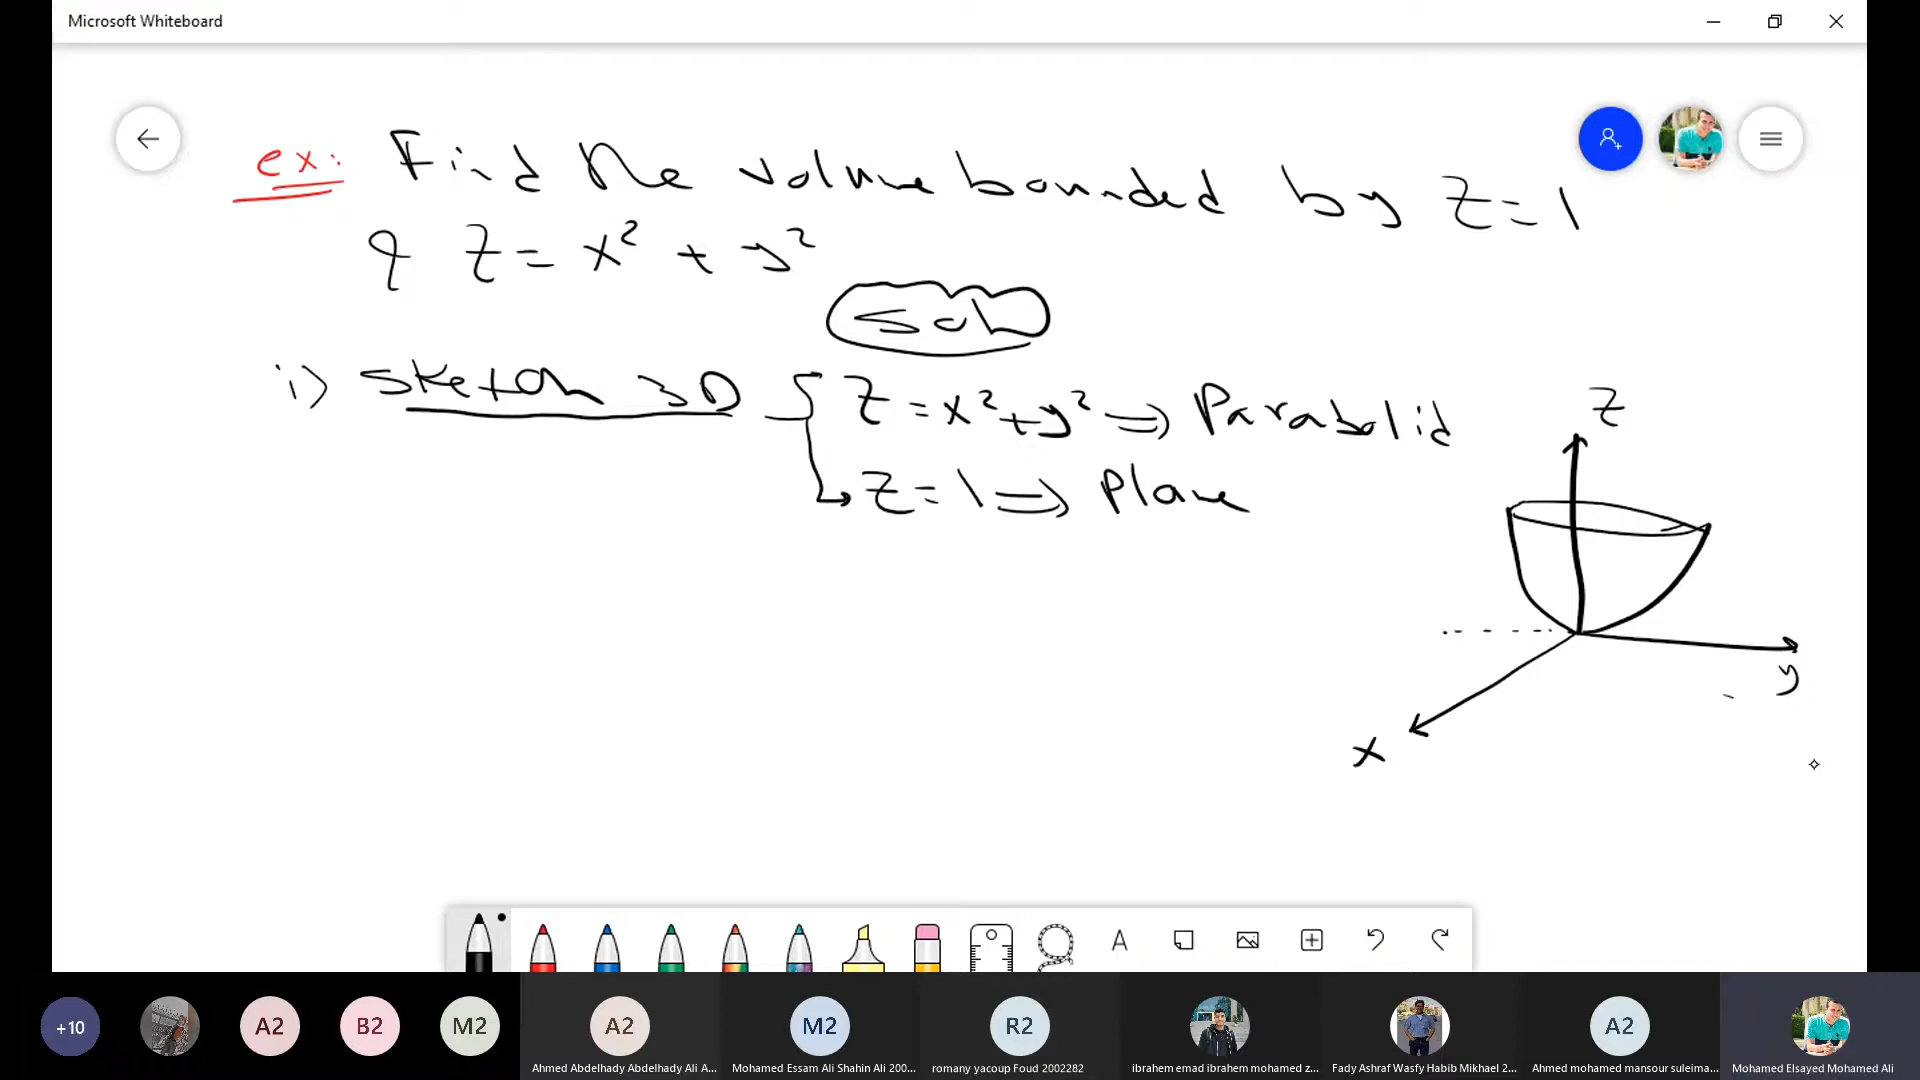 Microsoft Whiteboard
ex: Find the volume bounded by z=1
& z = x² + y²
Sol
i) Sketch 3D { z = x²+y² ⇒ Parabolid
z = 1 ⇒ Plane
z
y
x
A
+10
A2
B2
M2
A2
M2
R2
A2
Ahmed Abdelhady Abdelhady Ali A...
Mohamed Essam Ali Shahin Ali 200...
romany yacoup Foud 2002282
ibrahem emad ibrahem mohamed z...
Fady Ashraf Wasfy Habib Mikhael 2...
Ahmed mohamed mansour suleima...
Mohamed Elsayed Mohamed Ali